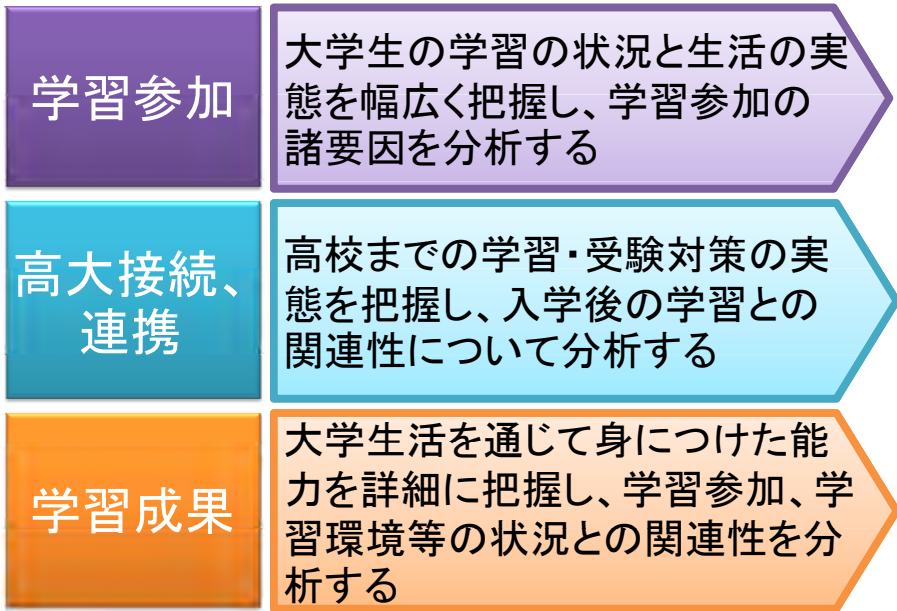 学習参加
大学生の学習の状況と生活の実
態を幅広く把握し、学習参加の
諸要因を分析する
高大接続、
連携
高校までの学習・受験対策の実
態を把握し、入学後の学習との
関連性について分析する
学習成果
大学生活を通じて身につけた能
力を詳細に把握し、学習参加、学
習環境等の状況との関連性を分
析する